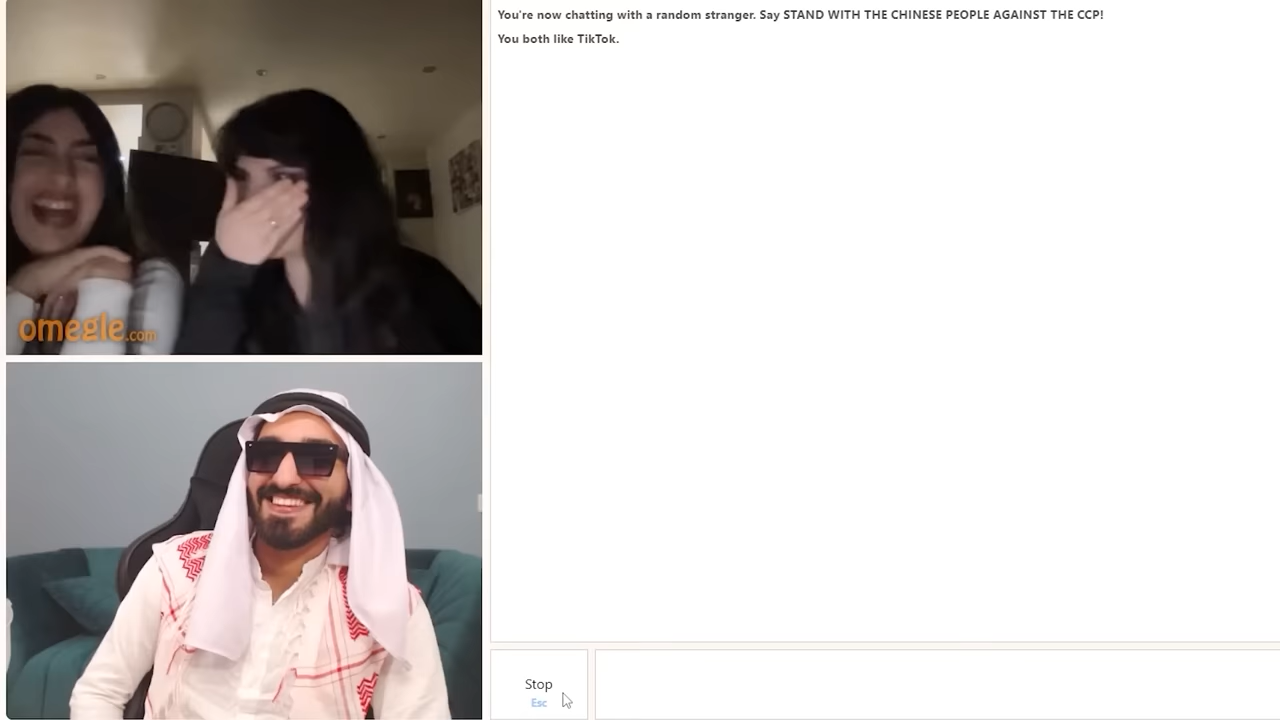 You're now chatting with a random stranger. Say STAND WITH THE CHINESE PEOPLE AGAINST THE CCP!
You both like TikTok.
omegle.com
Stop
Esc